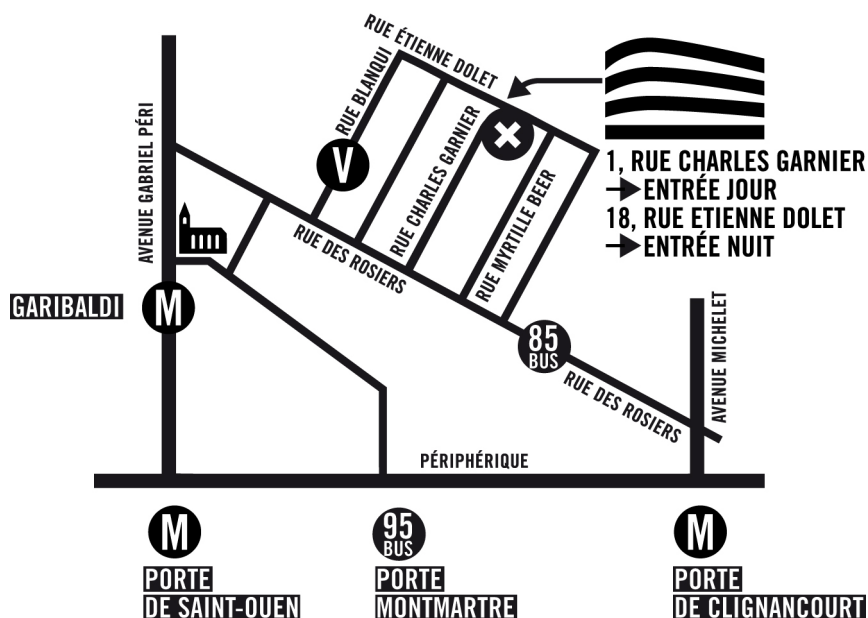 RUE ÉTIENNE DOLET
RUE BLANQUI
AVENUE GABRIEL PÉRI
V
RUE CHARLES GARNIER
1, RUE CHARLES GARNIER
ENTRÉE JOUR
18, RUE ETIENNE DOLET
ENTRÉE NUIT
RUE MYRTILLE BEER
RUE DES ROSIERS
GARIBALDI
M
85
BUS
AVENUE MICHELET
RUE DES ROSIERS
PÉRIPHÉRIQUE
M
PORTE
DE SAINT-OUEN
95
BUS
PORTE
MONTMARTRE
M
PORTE
DE CLIGNANCOURT